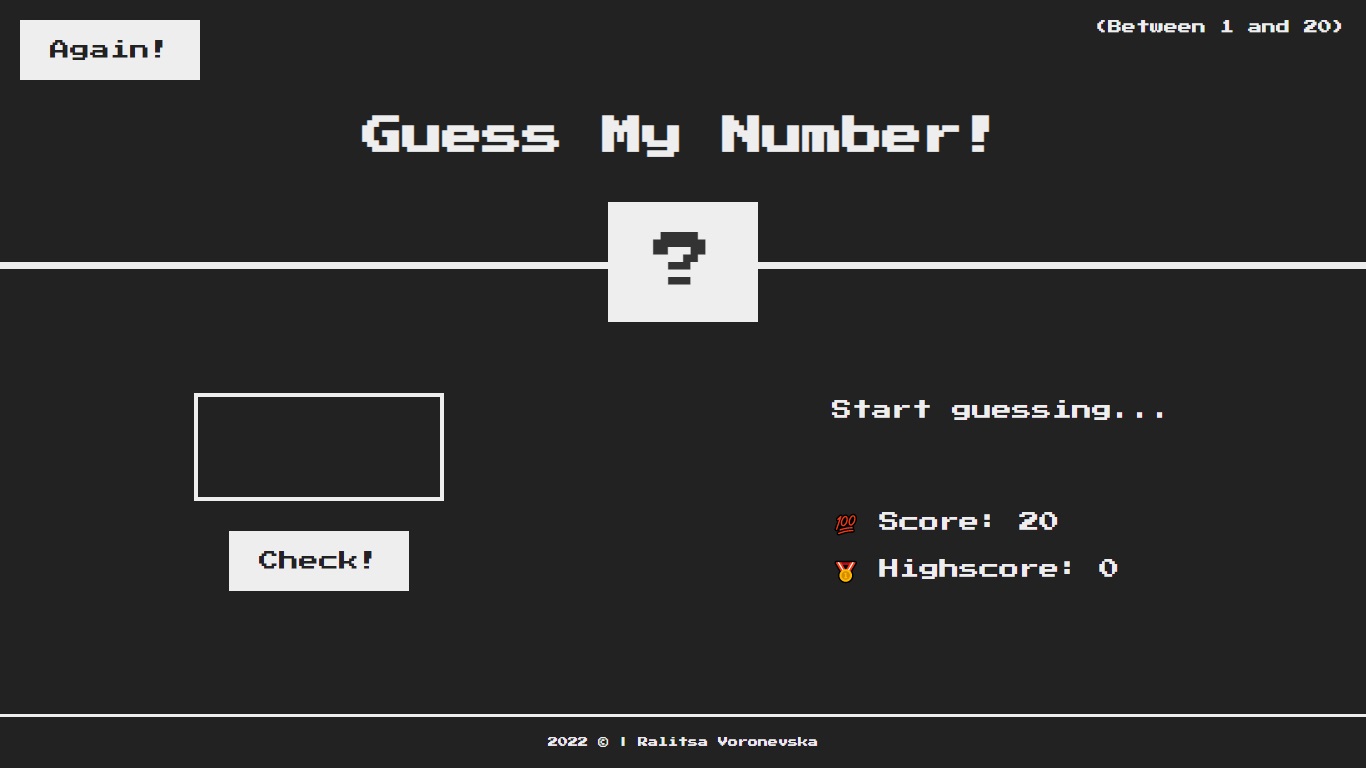 Again!
(Between 1 and 20)
Guess My Number!
?
Start guessing...
💯 Score: 20
Check!
🥇 Highscore: 0
2022 © | Ralitsa Voronevska